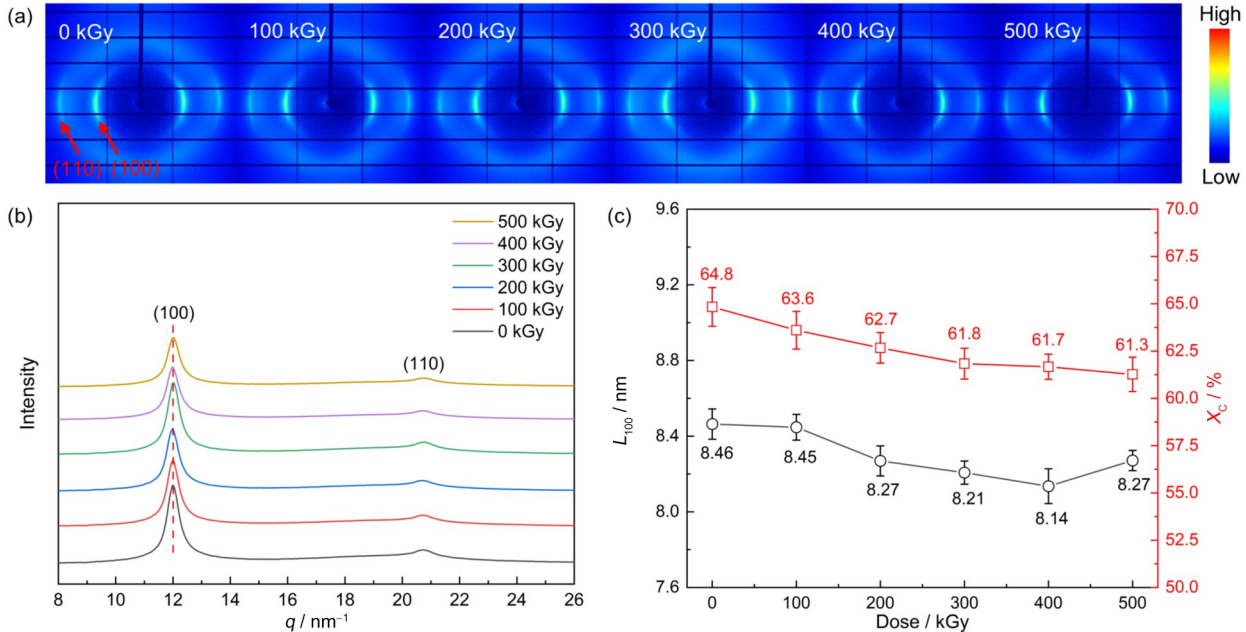 (a)
0 kGy 100 kGy 200 kGy 300 kGy 400 kGy 500 kGy
High
(110) (100)
Low
(b)
500 kGy
400 kGy
300 kGy
200 kGy
100 kGy
0 kGy
(100)
(110)
Intensity
8 10 12 14 16 18 20 22 24 26
q / nm⁻¹
(c)
9.6
9.2
8.8
8.4
8.0
7.6
L₁₀₀ / nm
64.8 63.6 62.7 61.8 61.7 61.3
8.46 8.45 8.27 8.21 8.14 8.27
70.0
67.5
65.0
62.5
60.0
57.5
55.0
52.5
50.0
X_C / %
0 100 200 300 400 500
Dose / kGy